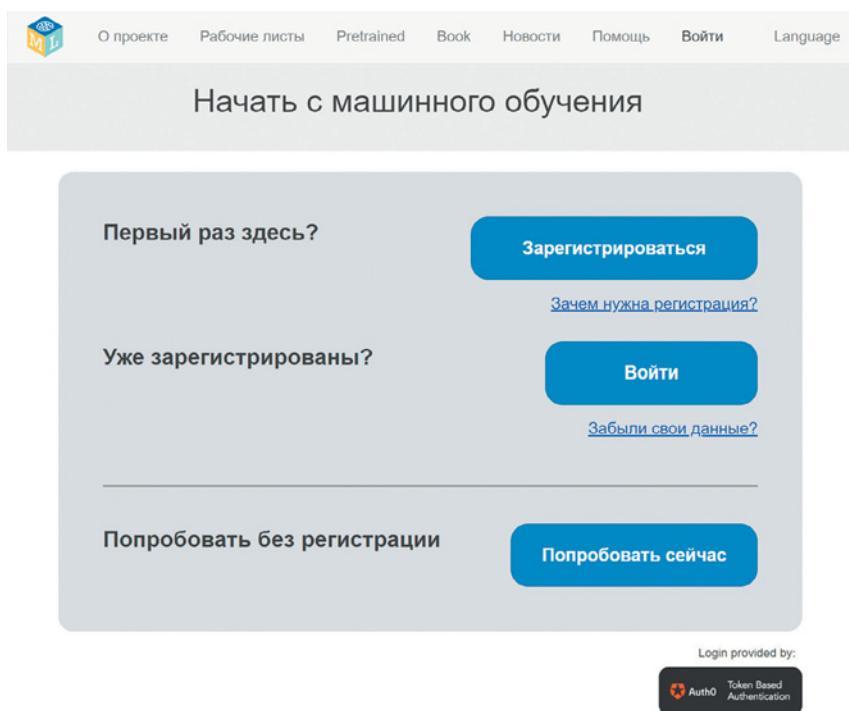 ML О проекте Рабочие листы Pretrained Book Новости Помощь Войти Language
Начать с машинного обучения
Первый раз здесь? Зарегистрироваться
Зачем нужна регистрация?
Уже зарегистрированы? Войти
Забыли свои данные?
Попробовать без регистрации Попробовать сейчас
Login provided by:
Auth0 Token Based
Authentication